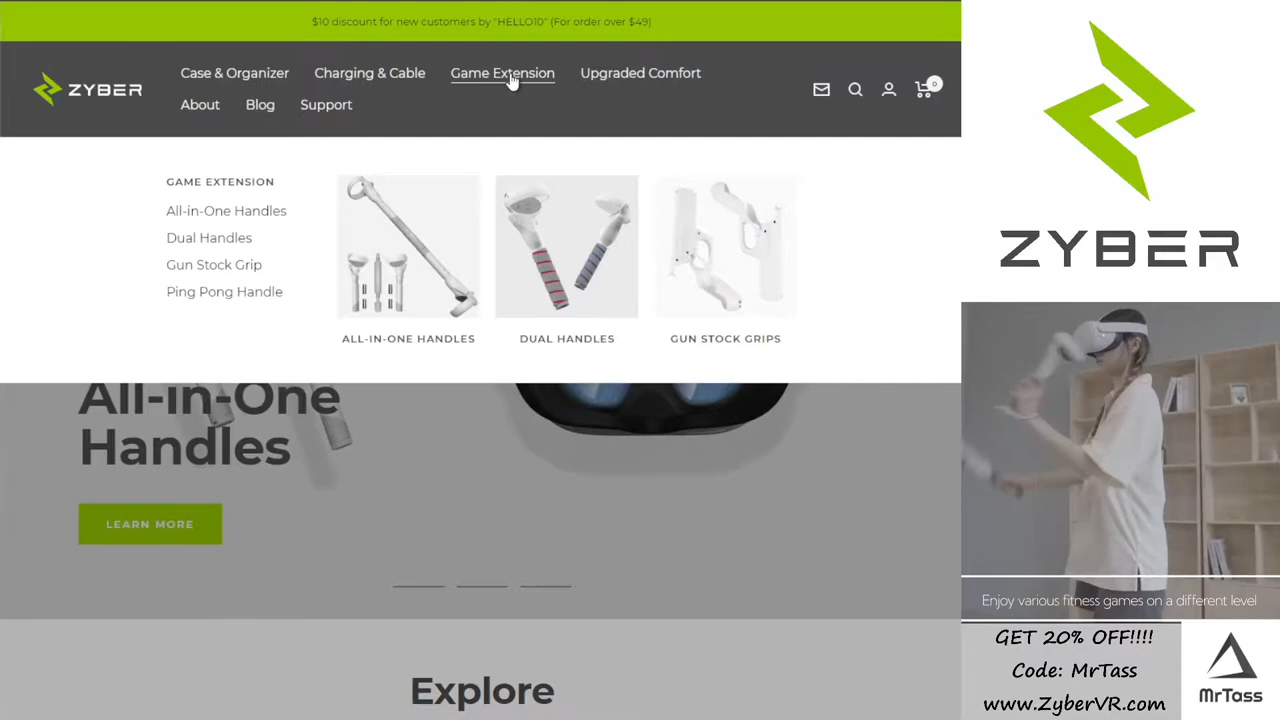 $10 discount for new customers by "HELLO10" (For order over $49)
ZYBER
Case & Organizer
Charging & Cable
Game Extension
Upgraded Comfort
About
Blog
Support
0
GAME EXTENSION
All-in-One Handles
Dual Handles
Gun Stock Grip
Ping Pong Handle
ALL-IN-ONE HANDLES
DUAL HANDLES
GUN STOCK GRIPS
All-in-One
Handles
LEARN MORE
Explore
ZYBER
Enjoy various fitness games on a different level
GET 20% OFF!!!!
Code: MrTass
www.ZyberVR.com
MrTass